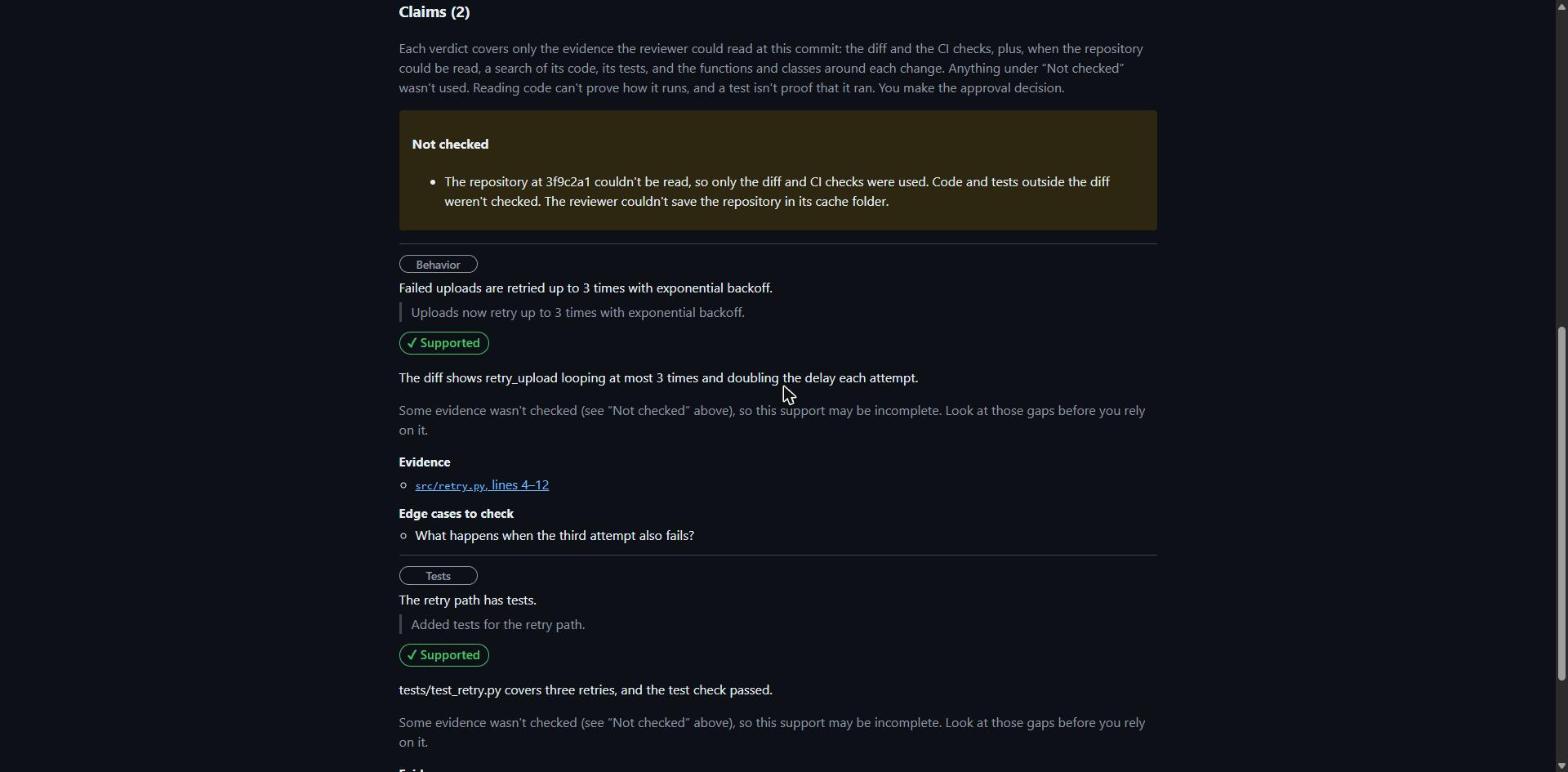 Claims (2)
Each verdict covers only the evidence the reviewer could read at this commit: the diff and the CI checks, plus, when the repository
could be read, a search of its code, its tests, and the functions and classes around each change. Anything under “Not checked”
wasn't used. Reading code can't prove how it runs, and a test isn't proof that it ran. You make the approval decision.
Not checked
• The repository at 3f9c2a1 couldn't be read, so only the diff and CI checks were used. Code and tests outside the diff
weren't checked. The reviewer couldn't save the repository in its cache folder.
Behavior
Failed uploads are retried up to 3 times with exponential backoff.
Uploads now retry up to 3 times with exponential backoff.
✓ Supported
The diff shows retry_upload looping at most 3 times and doubling the delay each attempt.
Some evidence wasn't checked (see “Not checked” above), so this support may be incomplete. Look at those gaps before you rely
on it.
Evidence
◦ src/retry.py, lines 4–12
Edge cases to check
◦ What happens when the third attempt also fails?
Tests
The retry path has tests.
Added tests for the retry path.
✓ Supported
tests/test_retry.py covers three retries, and the test check passed.
Some evidence wasn't checked (see “Not checked” above), so this support may be incomplete. Look at those gaps before you rely
on it.